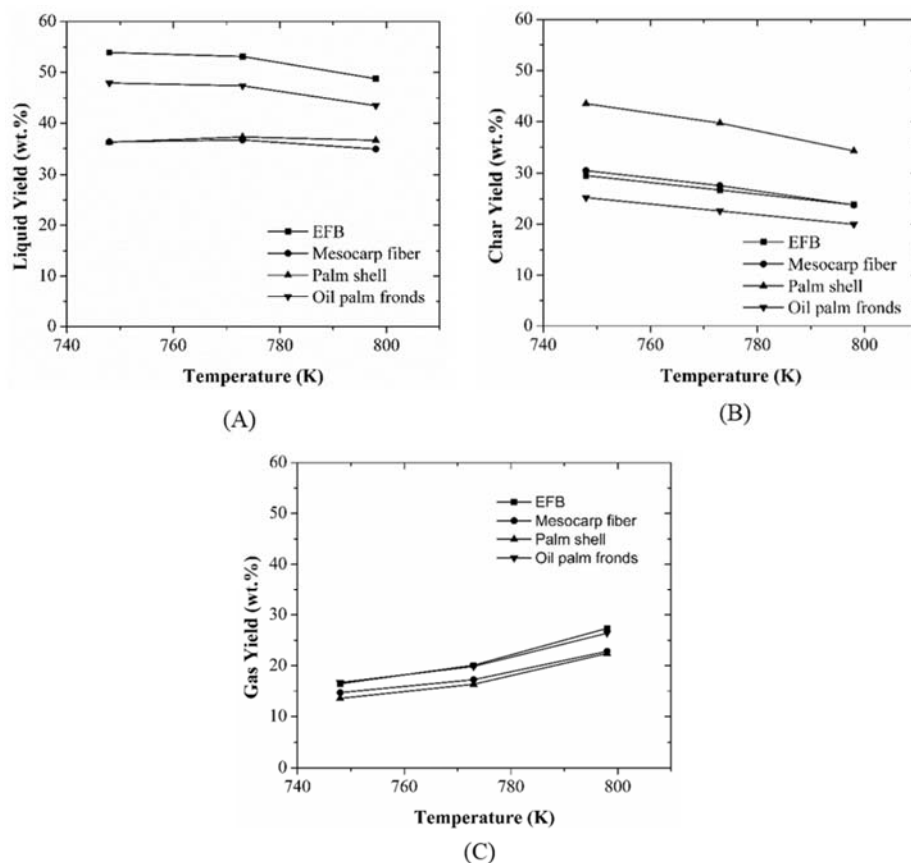 60
50
40
30
20
10
0
Liquid Yield (wt.%)
EFB
Mesocarp fiber
Palm shell
Oil palm fronds
740 760 780 800
Temperature (K)
(A)
60
50
40
30
20
10
0
Char Yield (wt.%)
EFB
Mesocarp fiber
Palm shell
Oil palm fronds
740 760 780 800
Temperature (K)
(B)
60
50
40
30
20
10
0
Gas Yield (wt.%)
EFB
Mesocarp fiber
Palm shell
Oil palm fronds
740 760 780 800
Temperature (K)
(C)